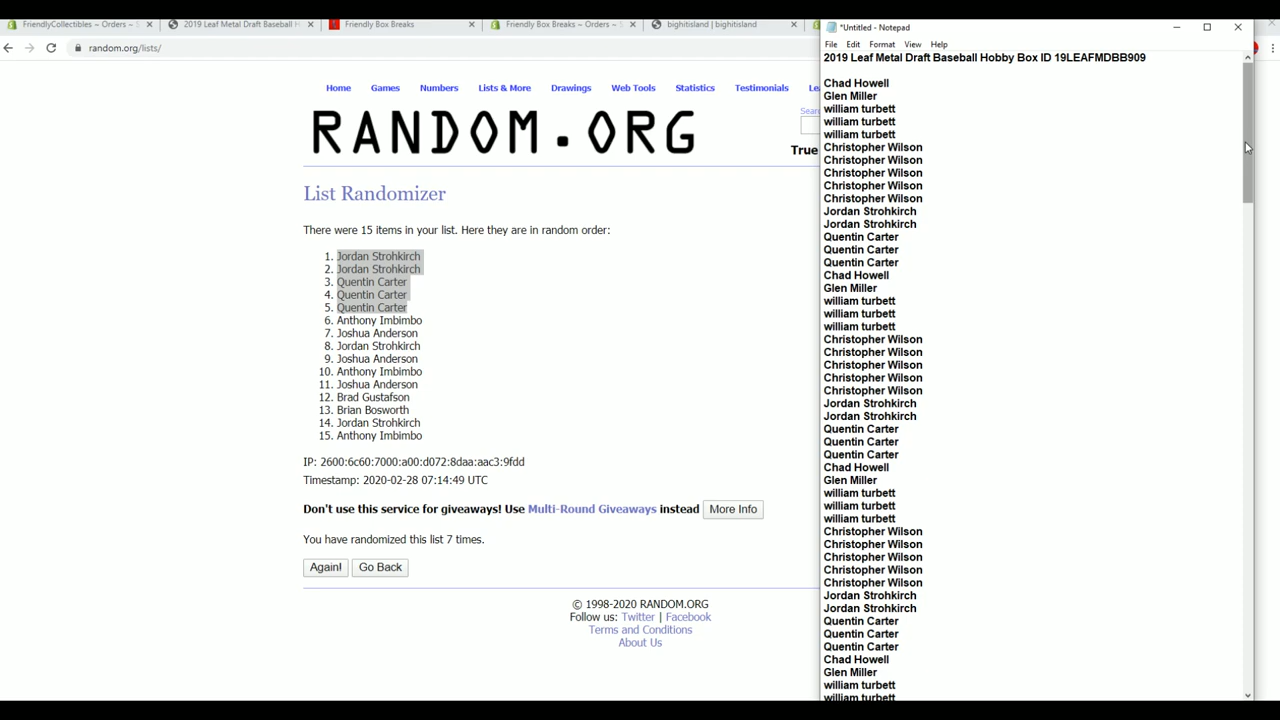 FriendlyCollectibles – Orders – S
2019 Leaf Metal Draft Baseball H
Friendly Box Breaks
Friendly Box Breaks – Orders – S
bighitisland | bighitisland
random.org/lists/
Home Games Numbers Lists & More Drawings Web Tools Statistics Testimonials Le
Sear
RANDOM.ORG
True
List Randomizer
There were 15 items in your list. Here they are in random order:
1. Jordan Strohkirch
2. Jordan Strohkirch
3. Quentin Carter
4. Quentin Carter
5. Quentin Carter
6. Anthony Imbimbo
7. Joshua Anderson
8. Jordan Strohkirch
9. Joshua Anderson
10. Anthony Imbimbo
11. Joshua Anderson
12. Brad Gustafson
13. Brian Bosworth
14. Jordan Strohkirch
15. Anthony Imbimbo
IP: 2600:6c60:7000:a00:d072:8daa:aac3:9fdd
Timestamp: 2020-02-28 07:14:49 UTC
Don't use this service for giveaways! Use Multi-Round Giveaways instead More Info
You have randomized this list 7 times.
Again! Go Back
© 1998-2020 RANDOM.ORG
Follow us: Twitter | Facebook
Terms and Conditions
About Us
*Untitled - Notepad
File Edit Format View Help
2019 Leaf Metal Draft Baseball Hobby Box ID 19LEAFMDBB909
Chad Howell
Glen Miller
william turbett
william turbett
william turbett
Christopher Wilson
Christopher Wilson
Christopher Wilson
Christopher Wilson
Christopher Wilson
Jordan Strohkirch
Jordan Strohkirch
Quentin Carter
Quentin Carter
Quentin Carter
Chad Howell
Glen Miller
william turbett
william turbett
william turbett
Christopher Wilson
Christopher Wilson
Christopher Wilson
Christopher Wilson
Christopher Wilson
Jordan Strohkirch
Jordan Strohkirch
Quentin Carter
Quentin Carter
Quentin Carter
Chad Howell
Glen Miller
william turbett
william turbett
william turbett
Christopher Wilson
Christopher Wilson
Christopher Wilson
Christopher Wilson
Christopher Wilson
Jordan Strohkirch
Jordan Strohkirch
Quentin Carter
Quentin Carter
Quentin Carter
Chad Howell
Glen Miller
william turbett
william turbett